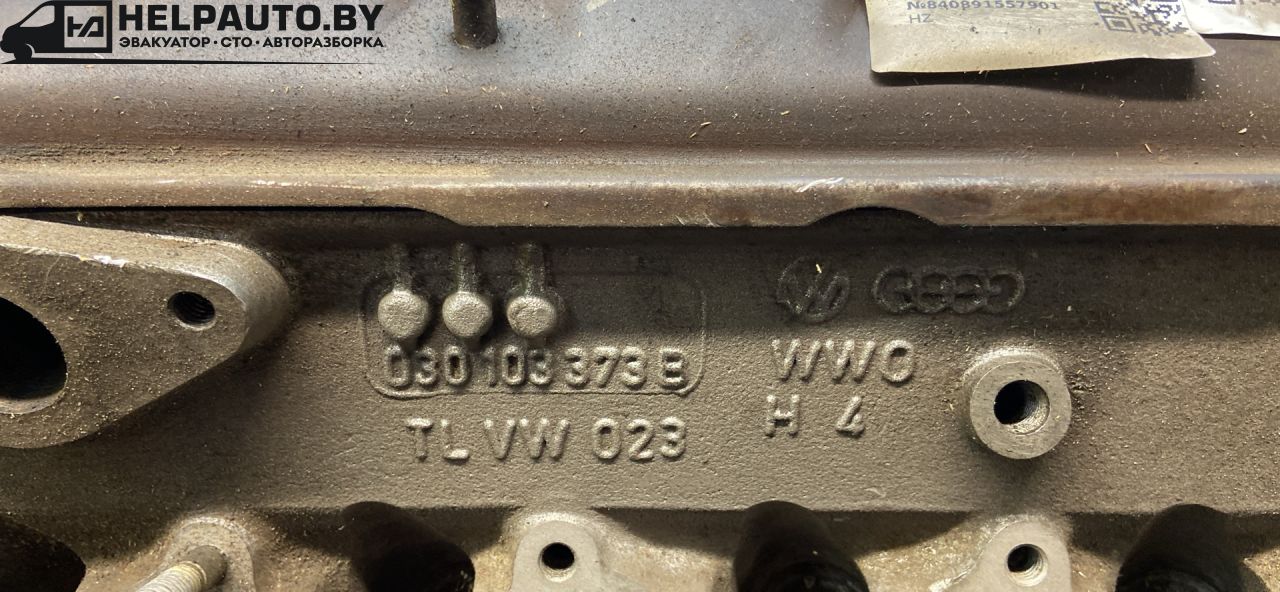 HELPAUTO.BY
ЭВАКУАТОР · СТО · АВТОРАЗБОРКА
№840891557901
HZ
030 103 373 B
TL VW 023
WWO
H 4